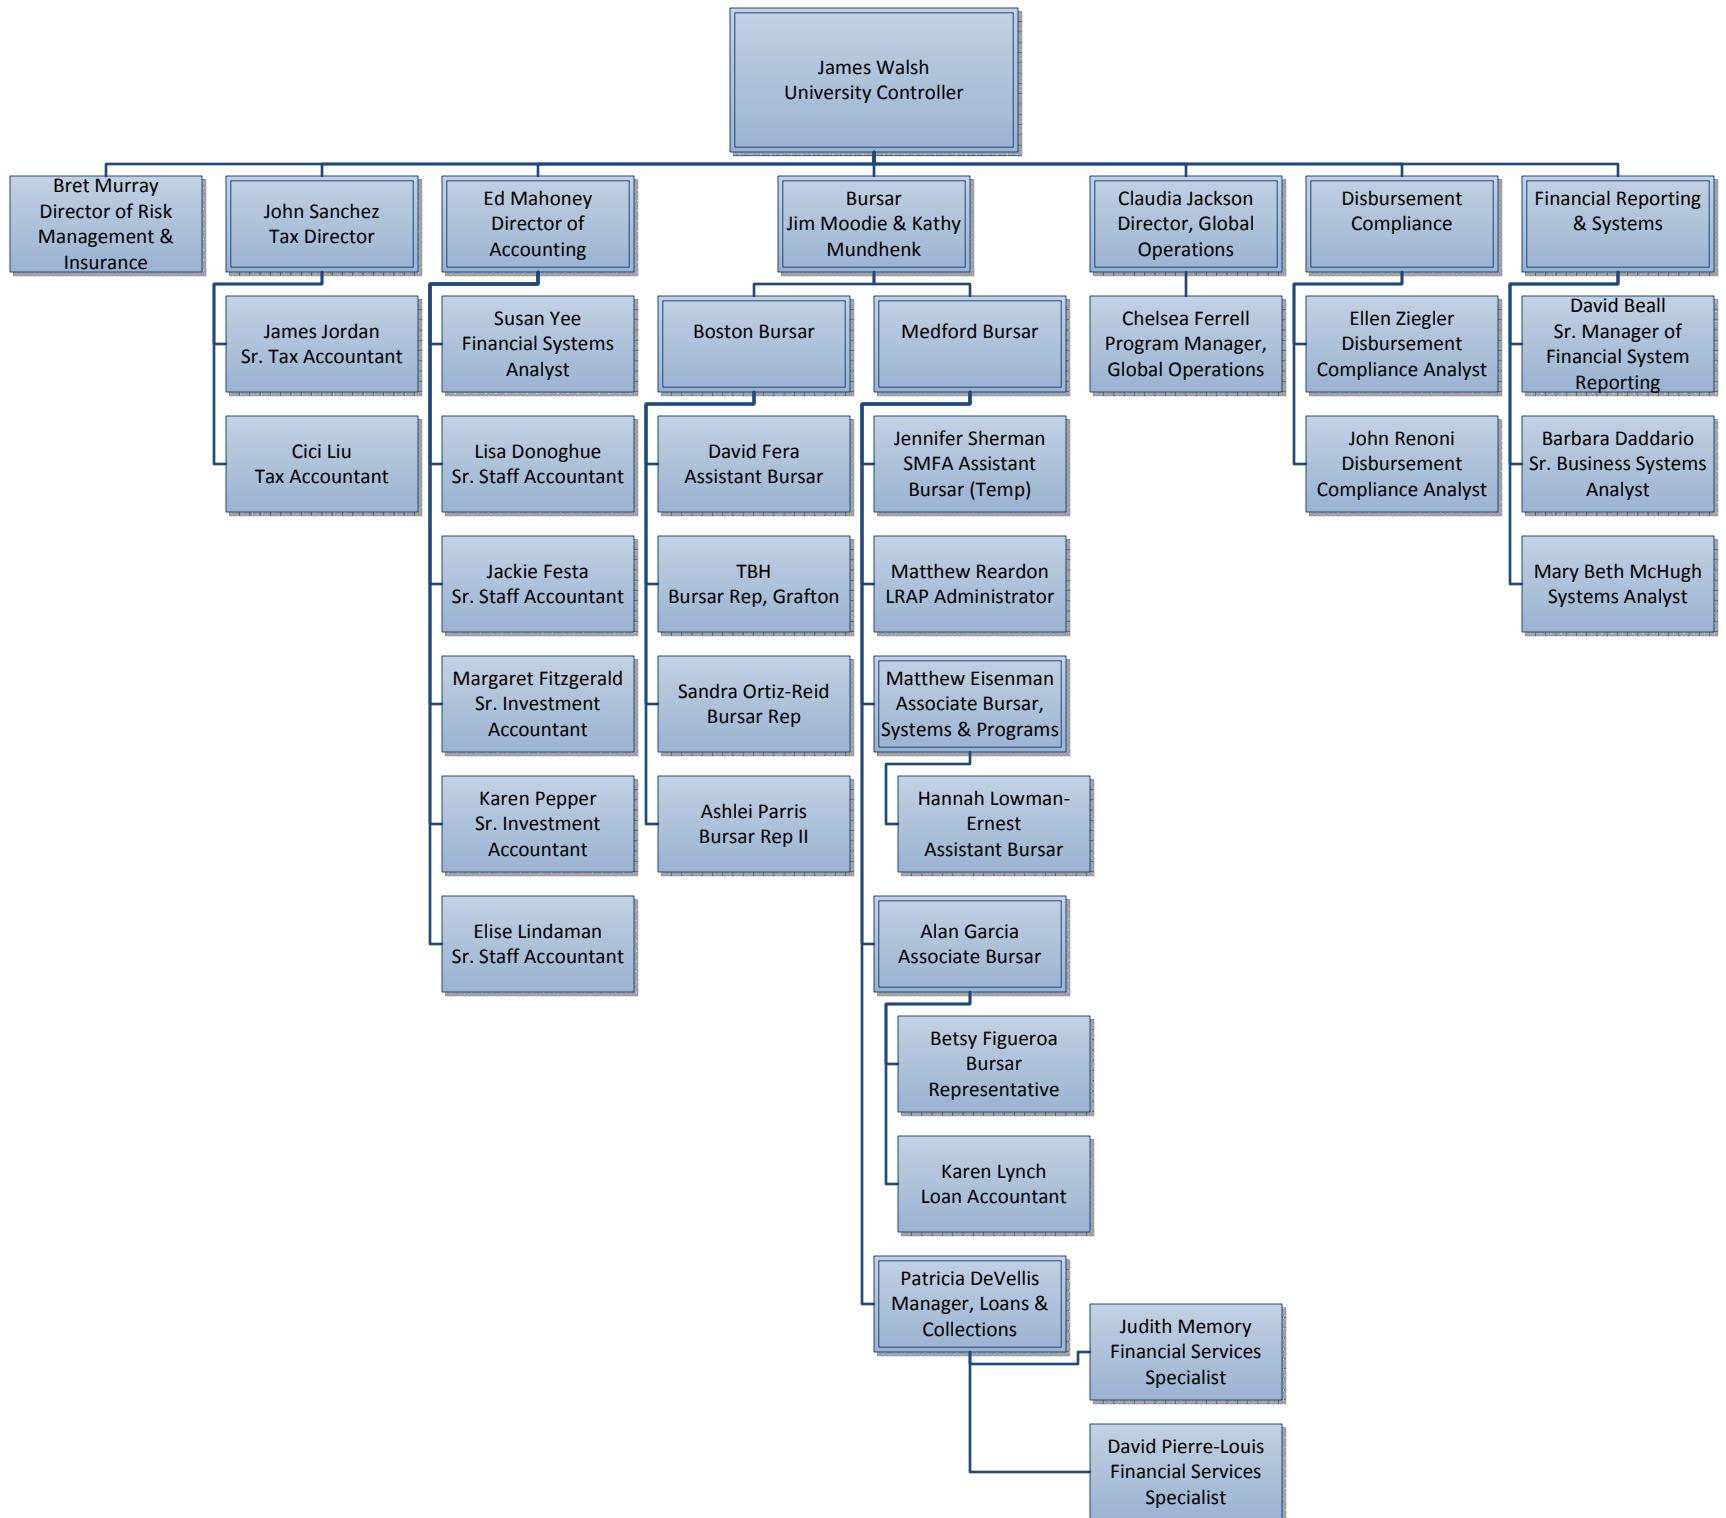 James Walsh
University Controller
Bret Murray
Director of Risk
Management &
Insurance
John Sanchez
Tax Director
Ed Mahoney
Director of
Accounting
Bursar
Jim Moodie & Kathy
Mundhenk
Claudia Jackson
Director, Global
Operations
Disbursement
Compliance
Financial Reporting
& Systems
James Jordan
Sr. Tax Accountant
Cici Liu
Tax Accountant
Susan Yee
Financial Systems
Analyst
Lisa Donoghue
Sr. Staff Accountant
Jackie Festa
Sr. Staff Accountant
Margaret Fitzgerald
Sr. Investment
Accountant
Karen Pepper
Sr. Investment
Accountant
Elise Lindaman
Sr. Staff Accountant
Boston Bursar
David Fera
Assistant Bursar
TBH
Bursar Rep, Grafton
Sandra Ortiz-Reid
Bursar Rep
Ashlei Parris
Bursar Rep II
Medford Bursar
Jennifer Sherman
SMFA Assistant
Bursar (Temp)
Matthew Reardon
LRAP Administrator
Matthew Eisenman
Associate Bursar,
Systems & Programs
Hannah Lowman-
Ernest
Assistant Bursar
Alan Garcia
Associate Bursar
Betsy Figueroa
Bursar
Representative
Karen Lynch
Loan Accountant
Patricia DeVellis
Manager, Loans &
Collections
Judith Memory
Financial Services
Specialist
David Pierre-Louis
Financial Services
Specialist
Chelsea Ferrell
Program Manager,
Global Operations
Ellen Ziegler
Disbursement
Compliance Analyst
John Renoni
Disbursement
Compliance Analyst
David Beall
Sr. Manager of
Financial System
Reporting
Barbara Daddario
Sr. Business Systems
Analyst
Mary Beth McHugh
Systems Analyst